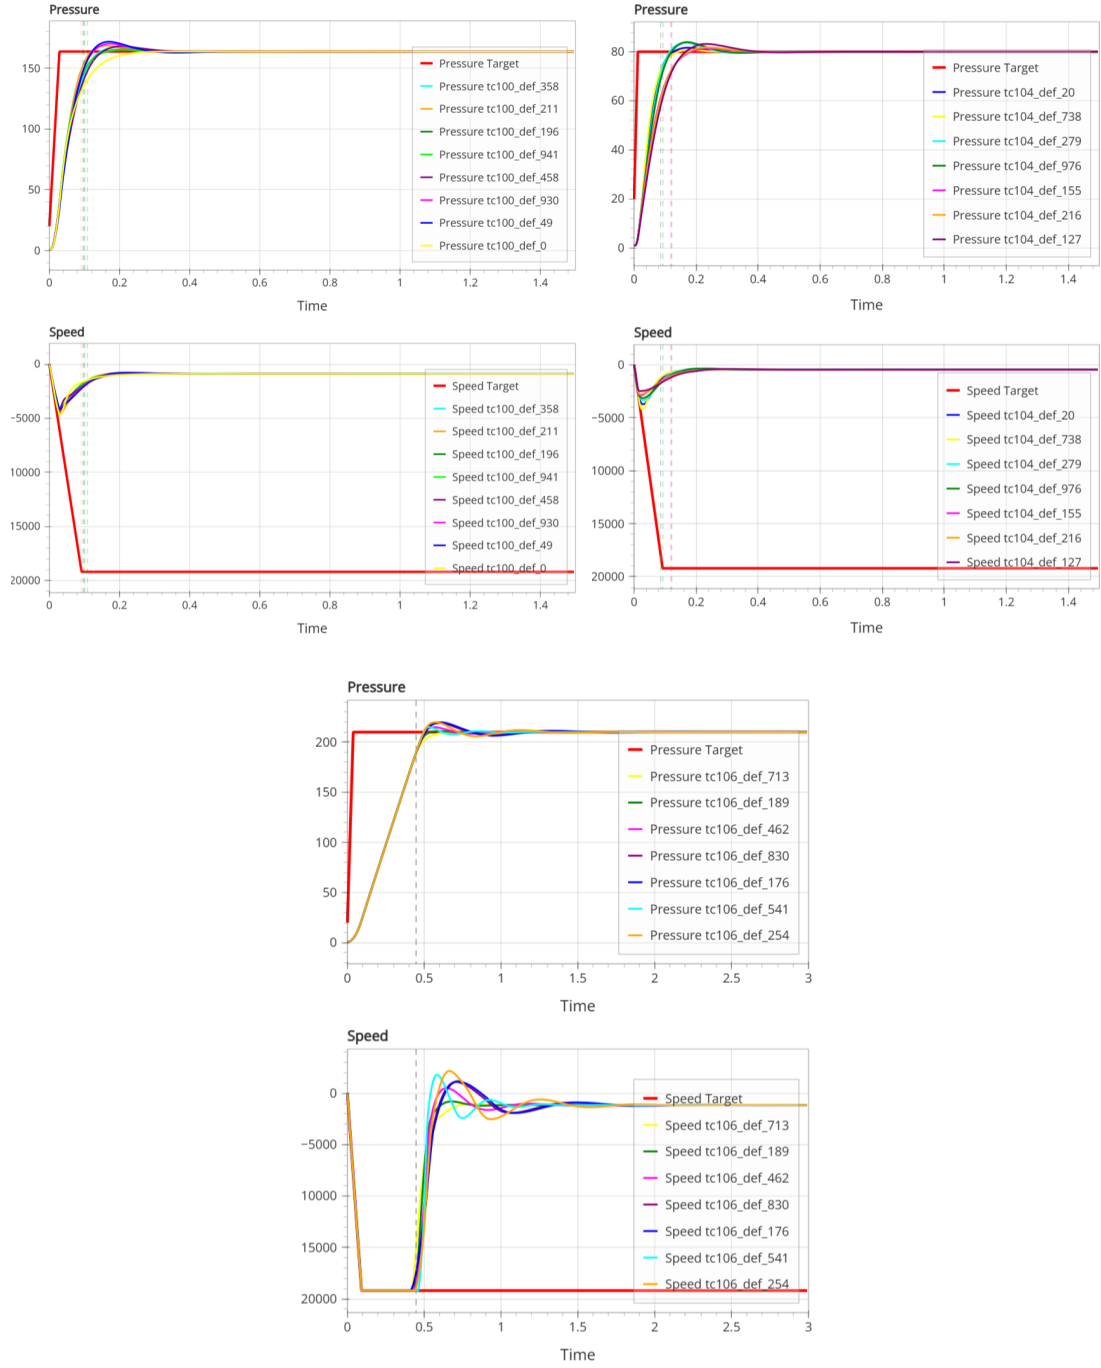 Pressure
150
100
50
0
0 0.2 0.4 0.6 0.8 1 1.2 1.4
Time
Pressure Target
Pressure tc100_def_358
Pressure tc100_def_211
Pressure tc100_def_196
Pressure tc100_def_941
Pressure tc100_def_458
Pressure tc100_def_930
Pressure tc100_def_49
Pressure tc100_def_0
Pressure
80
60
40
20
0
0 0.2 0.4 0.6 0.8 1 1.2 1.4
Time
Pressure Target
Pressure tc104_def_20
Pressure tc104_def_738
Pressure tc104_def_279
Pressure tc104_def_976
Pressure tc104_def_155
Pressure tc104_def_216
Pressure tc104_def_127
Speed
0
−5000
10000
15000
20000
0 0.2 0.4 0.6 0.8 1 1.2 1.4
Time
Speed Target
Speed tc100_def_358
Speed tc100_def_211
Speed tc100_def_196
Speed tc100_def_941
Speed tc100_def_458
Speed tc100_def_930
Speed tc100_def_49
Speed tc100_def_0
Speed
0
−5000
10000
15000
20000
0 0.2 0.4 0.6 0.8 1 1.2 1.4
Time
Speed Target
Speed tc104_def_20
Speed tc104_def_738
Speed tc104_def_279
Speed tc104_def_976
Speed tc104_def_155
Speed tc104_def_216
Speed tc104_def_127
Pressure
200
150
100
50
0
0 0.5 1 1.5 2 2.5 3
Time
Pressure Target
Pressure tc106_def_713
Pressure tc106_def_189
Pressure tc106_def_462
Pressure tc106_def_830
Pressure tc106_def_176
Pressure tc106_def_541
Pressure tc106_def_254
Speed
0
−5000
10000
15000
20000
0 0.5 1 1.5 2 2.5 3
Time
Speed Target
Speed tc106_def_713
Speed tc106_def_189
Speed tc106_def_462
Speed tc106_def_830
Speed tc106_def_176
Speed tc106_def_541
Speed tc106_def_254